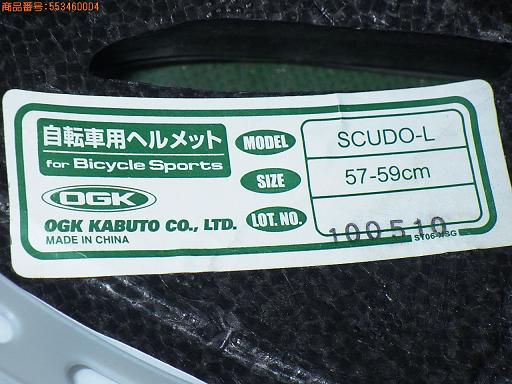 商品番号:553460004
自転車用ヘルメット
for Bicycle Sports
OGK
OGK KABUTO CO., LTD.
MADE IN CHINA
MODEL SCUDO-L
SIZE 57-59cm
LOT. NO. 100510